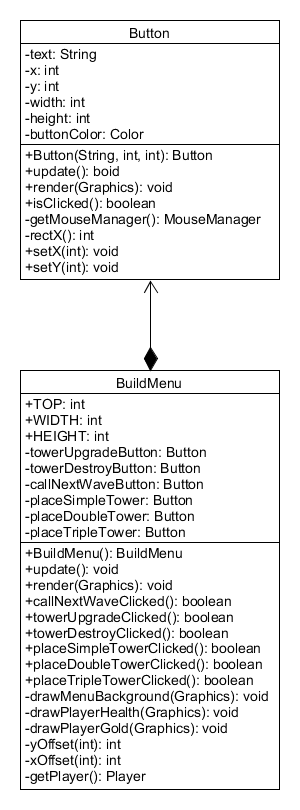 Button
-text: String
-x: int
-y: int
-width: int
-height: int
-buttonColor: Color
+Button(String, int, int): Button
+update(): boid
+render(Graphics): void
+isClicked(): boolean
-getMouseManager(): MouseManager
-rectX(): int
+setX(int): void
+setY(int): void
BuildMenu
+TOP: int
+WIDTH: int
+HEIGHT: int
-towerUpgradeButton: Button
-towerDestroyButton: Button
-callNextWaveButton: Button
-placeSimpleTower: Button
-placeDoubleTower: Button
-placeTripleTower: Button
+BuildMenu(): BuildMenu
+update(): void
+render(Graphics): void
+callNextWaveClicked(): boolean
+towerUpgradeClicked(): boolean
+towerDestroyClicked(): boolean
+placeSimpleTowerClicked(): boolean
+placeDoubleTowerClicked(): boolean
+placeTripleTowerClicked(): boolean
-drawMenuBackground(Graphics): void
-drawPlayerHealth(Graphics): void
-drawPlayerGold(Graphics): void
-yOffset(int): int
-xOffset(int): int
-getPlayer(): Player